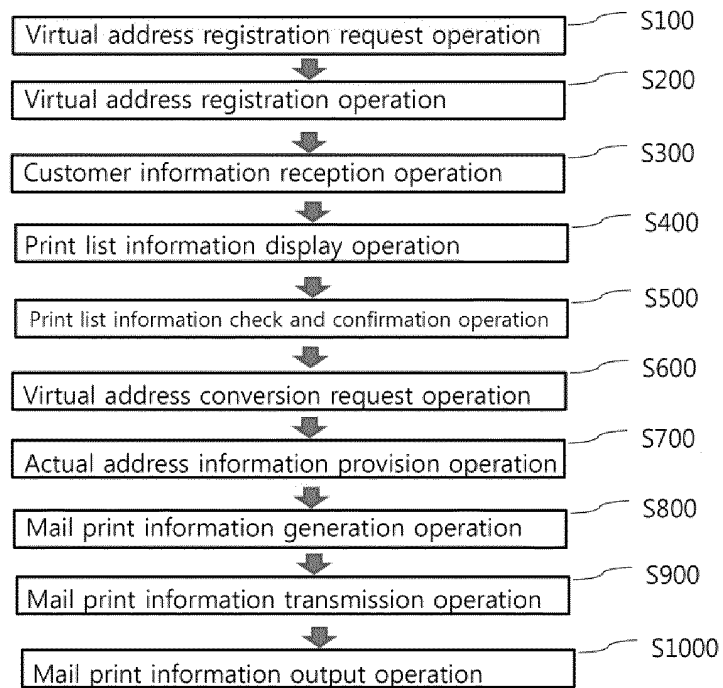 S100
Virtual address registration request operation
S200
Virtual address registration operation
S300
Customer information reception operation
S400
Print list information display operation
S500
Print list information check and confirmation operation
S600
Virtual address conversion request operation
S700
Actual address information provision operation
S800
Mail print information generation operation
S900
Mail print information transmission operation
S1000
Mail print information output operation